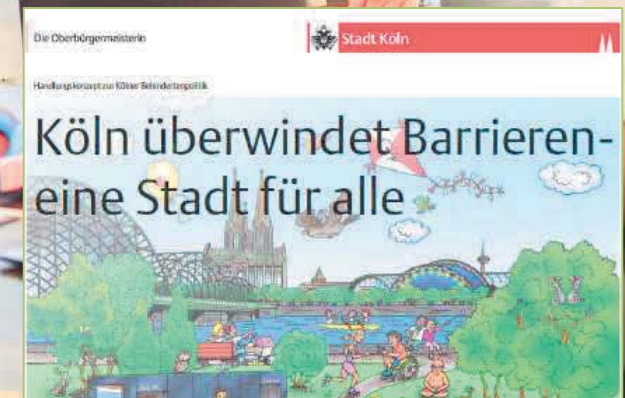 Die Oberbürgermeisterin
Stadt Köln
Handlungskonzept zur Kölner Behindertenpolitik
Köln überwindet Barrieren-
eine Stadt für alle